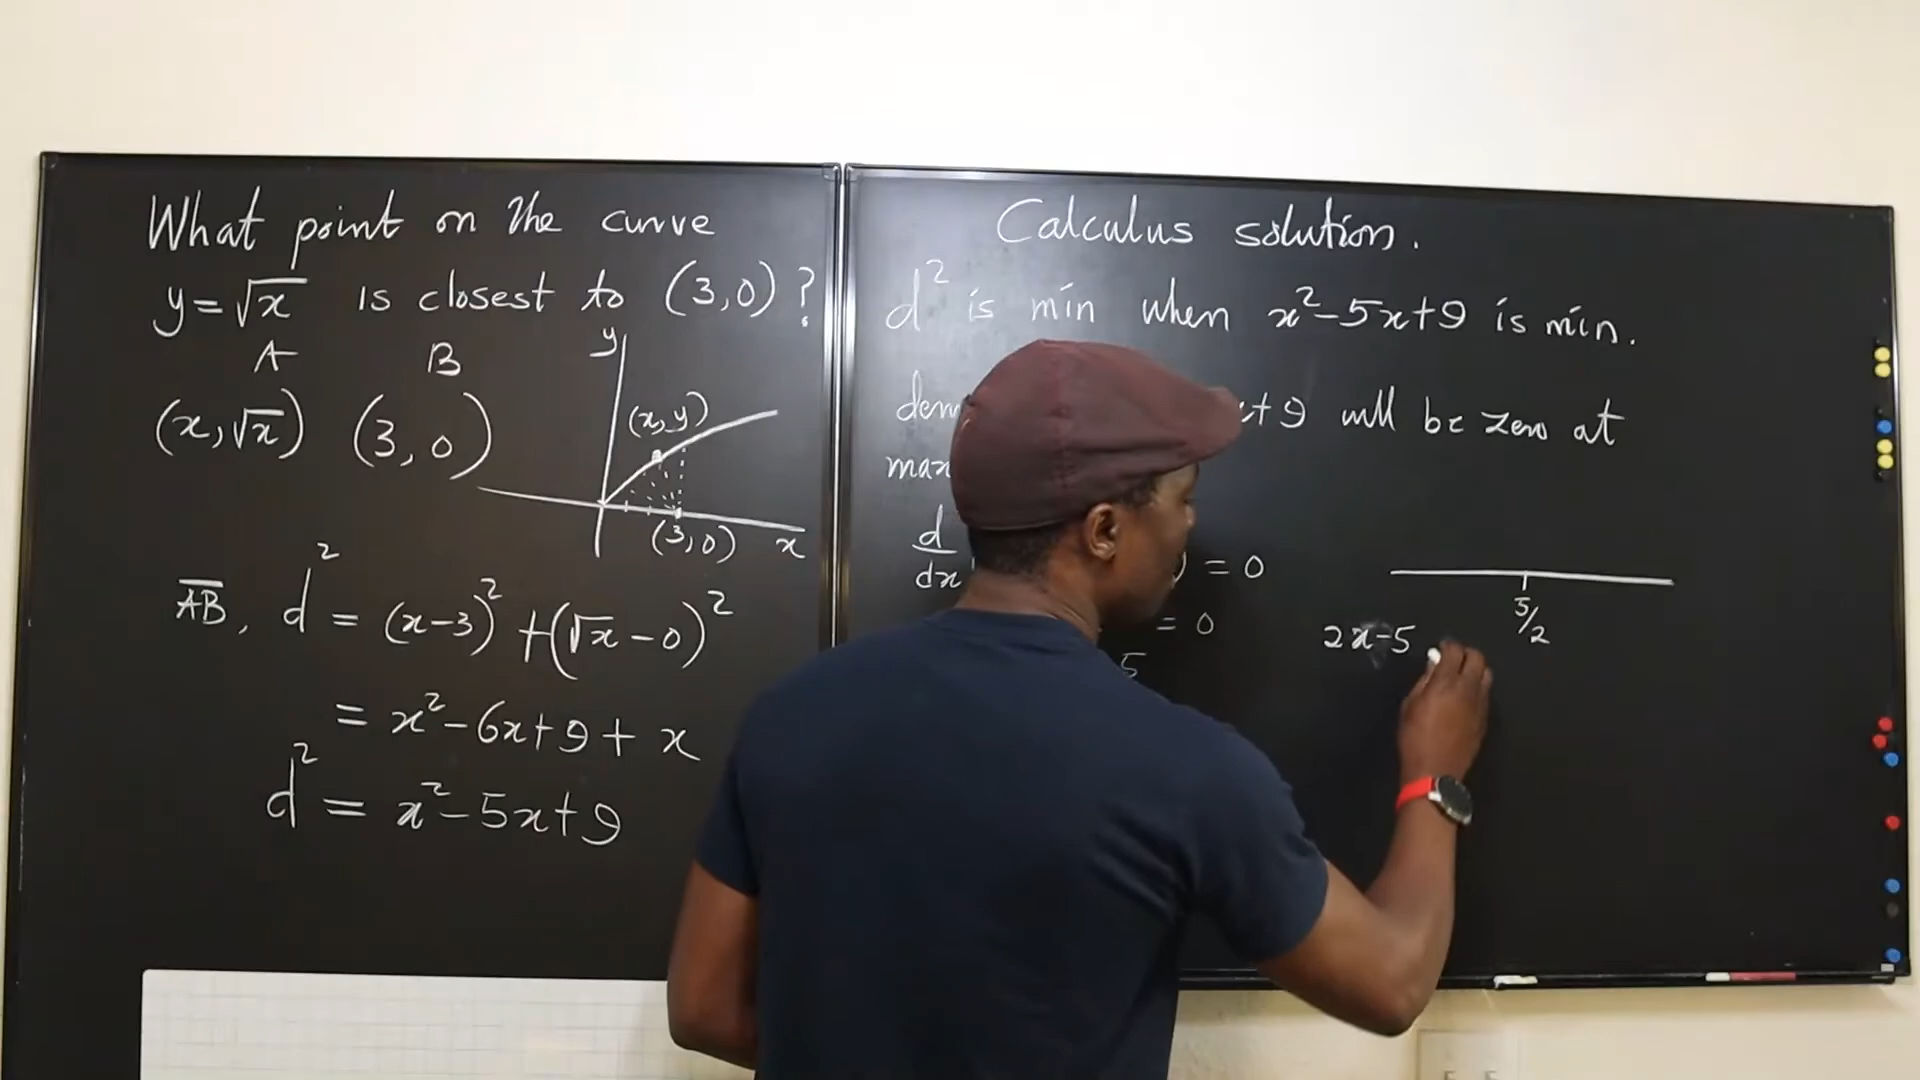 What point on the curve
y = √x is closest to (3,0)?
A B
(x,√x) (3,0)
y
(x,y)
(3,0) x
AB, d² = (x-3)² + (√x - 0)²
= x² - 6x + 9 + x
d² = x² - 5x + 9
Calculus solution.
d² is min when x² - 5x + 9 is min.
+ 9 will be zero at
d/dx = 0
= 0
5
5/2
2x-5